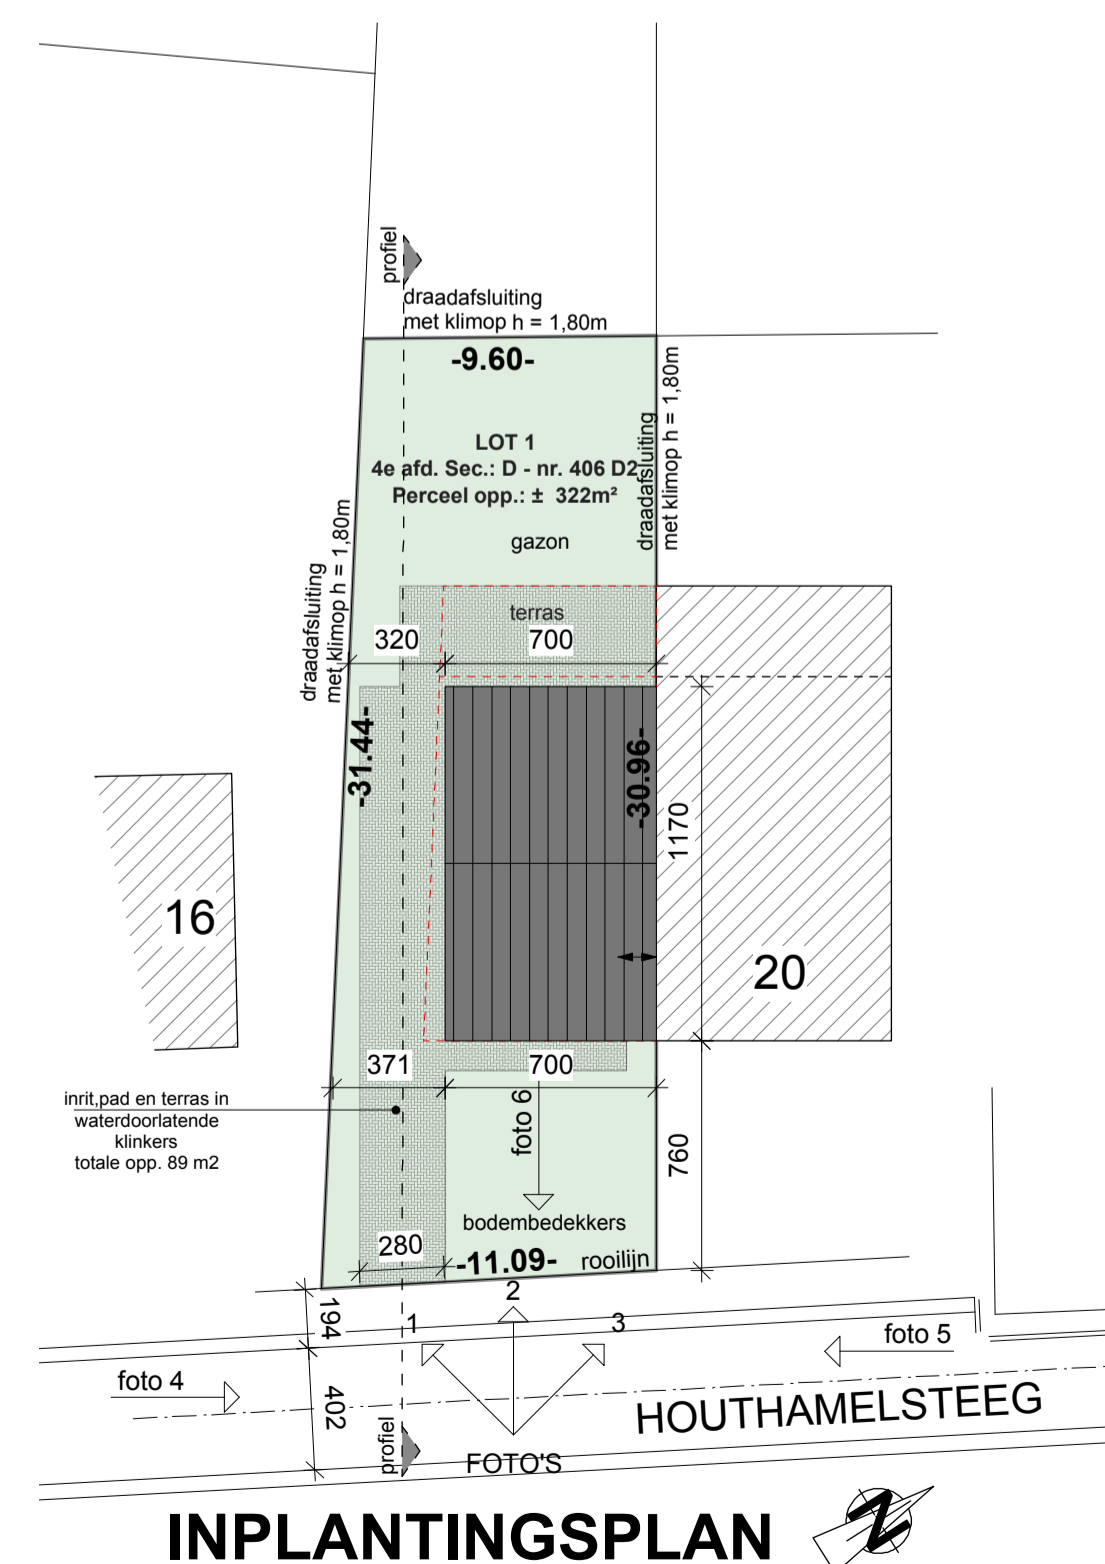 profiel
draadafsluiting
met klimop h = 1,80m
-9.60-
LOT 1
4e afd. Sec.: D - nr. 406 D2
Perceel opp.: ± 322m²
gazon
draadafsluiting
met klimop h = 1,80m
draadafsluiting
met klimop h = 1,80m
terras
320
700
-31.44-
-30.96-
1170
16
20
371
700
inrit,pad en terras in
waterdoorlatende
klinkers
totale opp. 89 m2
foto 6
760
bodembedekkers
280
-11.09-
rooilijn
194
1
2
3
foto 5
foto 4
402
HOUTHAMELSTEEG
profiel
FOTO'S
INPLANTINGSPLAN
N